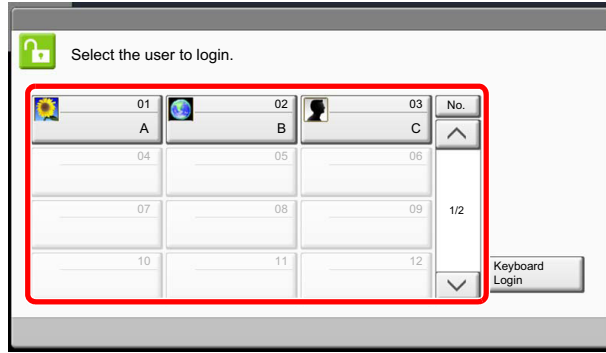 Select the user to login.
01 02 03 No.
A B C
04 05 06
07 08 09 1/2
10 11 12
Keyboard
Login